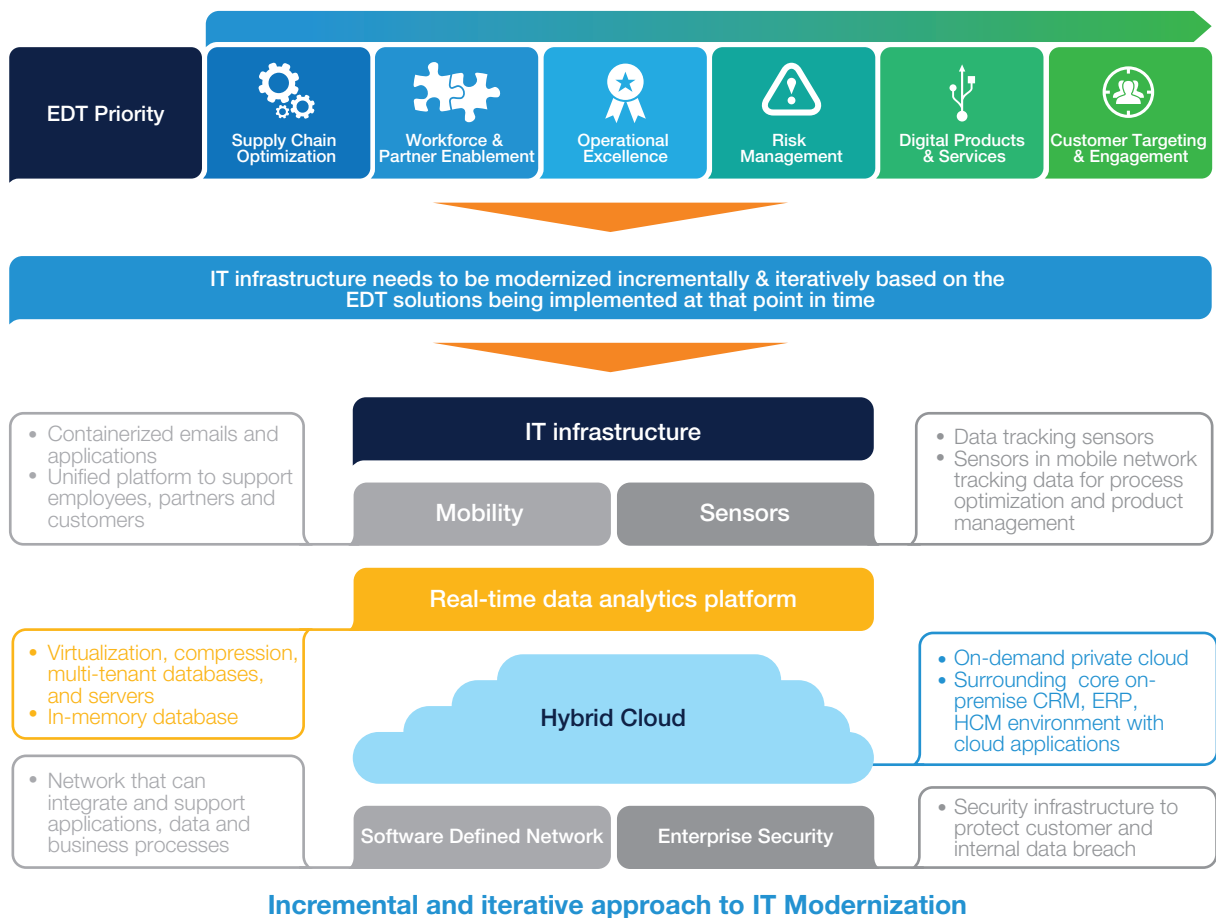 EDT Priority
Supply Chain
Optimization
Workforce &
Partner Enablement
Operational
Excellence
Risk
Management
Digital Products
& Services
Customer Targeting
& Engagement
IT infrastructure needs to be modernized incrementally & iteratively based on the
EDT solutions being implemented at that point in time
IT infrastructure
• Containerized emails and
applications
• Unified platform to support
employees, partners and
customers
Mobility
Sensors
• Data tracking sensors
• Sensors in mobile network
tracking data for process
optimization and product
management
Real-time data analytics platform
• Virtualization, compression,
multi-tenant databases,
and servers
• In-memory database
Hybrid Cloud
• On-demand private cloud
• Surrounding core on-
premise CRM, ERP,
HCM environment with
cloud applications
• Network that can
integrate and support
applications, data and
business processes
Software Defined Network
Enterprise Security
• Security infrastructure to
protect customer and
internal data breach
Incremental and iterative approach to IT Modernization